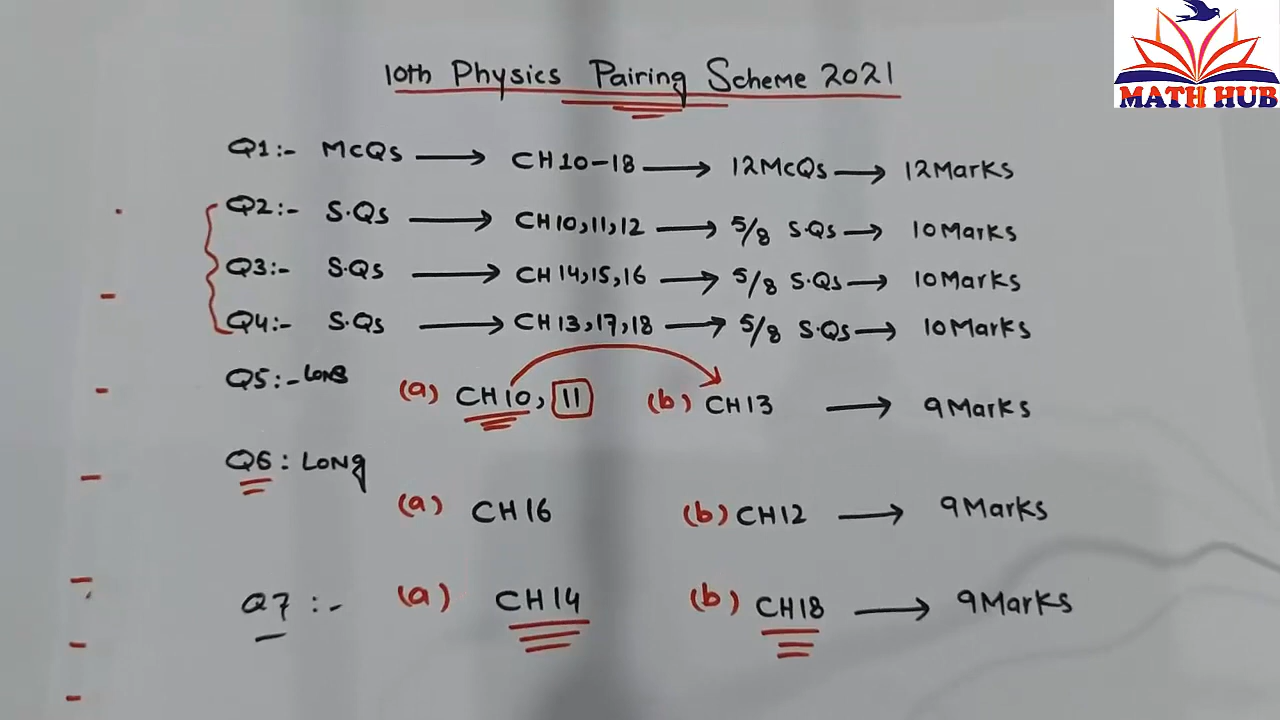 MATH HUB
10th Physics Pairing Scheme 2021
Q1:- McQs → CH10-18 → 12McQs → 12Marks
Q2:- S.Qs → CH10,11,12 → 5/8 S.Qs → 10Marks
Q3:- S.Qs → CH14,15,16 → 5/8 S.Qs → 10Marks
Q4:- S.Qs → CH13,17,18 → 5/8 S.Qs → 10Marks
Q5:- Long (a) CH10, 11 (b) CH13 → 9Marks
Q6: Long
(a) CH16 (b) CH12 → 9Marks
Q7:- (a) CH14 (b) CH18 → 9Marks